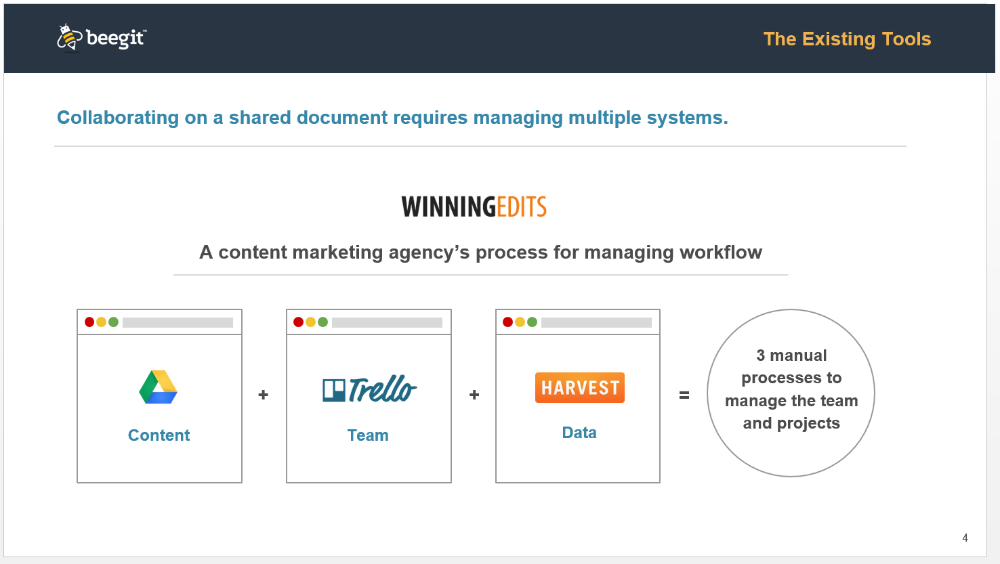 beegit™
The Existing Tools
Collaborating on a shared document requires managing multiple systems.
WINNINGEDITS
A content marketing agency’s process for managing workflow
Content
+
Trello
Team
+
HARVEST
Data
=
3 manual
processes to
manage the team
and projects
4